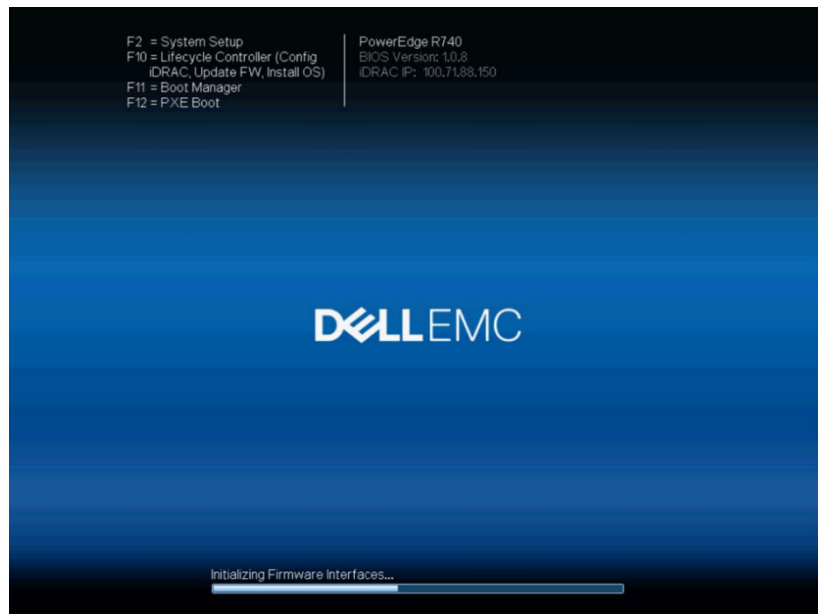 F2 = System Setup
F10 = Lifecycle Controller (Config
iDRAC, Update FW, Install OS)
F11 = Boot Manager
F12 = PXE Boot
PowerEdge R740
BIOS Version: 1.0.8
iDRAC IP: 100.71.88.150
DELLEMC
Initializing Firmware Interfaces...